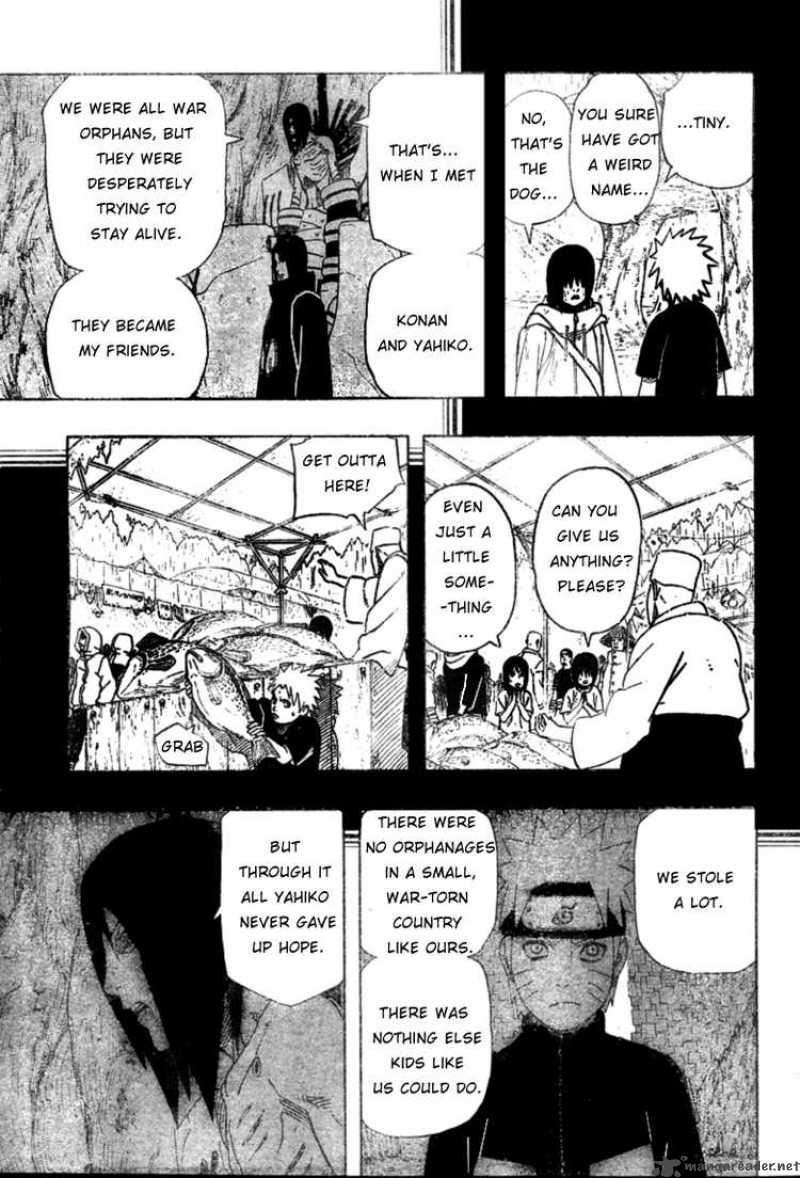 ...TINY.
YOU SURE
HAVE GOT
A WEIRD
NAME...
NO,
THAT'S
THE
DOG...
THAT'S...
WHEN I MET
KONAN
AND YAHIKO.
WE WERE ALL WAR
ORPHANS, BUT
THEY WERE
DESPERATELY
TRYING TO
STAY ALIVE.
THEY BECAME
MY FRIENDS.
CAN YOU
GIVE US
ANYTHING?
PLEASE?
EVEN
JUST A
LITTLE
SOME-
-THING
...
GET OUTTA
HERE!
GRAB
WE STOLE
A LOT.
THERE WERE
NO ORPHANAGES
IN A SMALL,
WAR-TORN
COUNTRY
LIKE OURS.
THERE WAS
NOTHING ELSE
KIDS LIKE
US COULD DO.
BUT
THROUGH IT
ALL YAHIKO
NEVER GAVE
UP HOPE.
mangareader.net